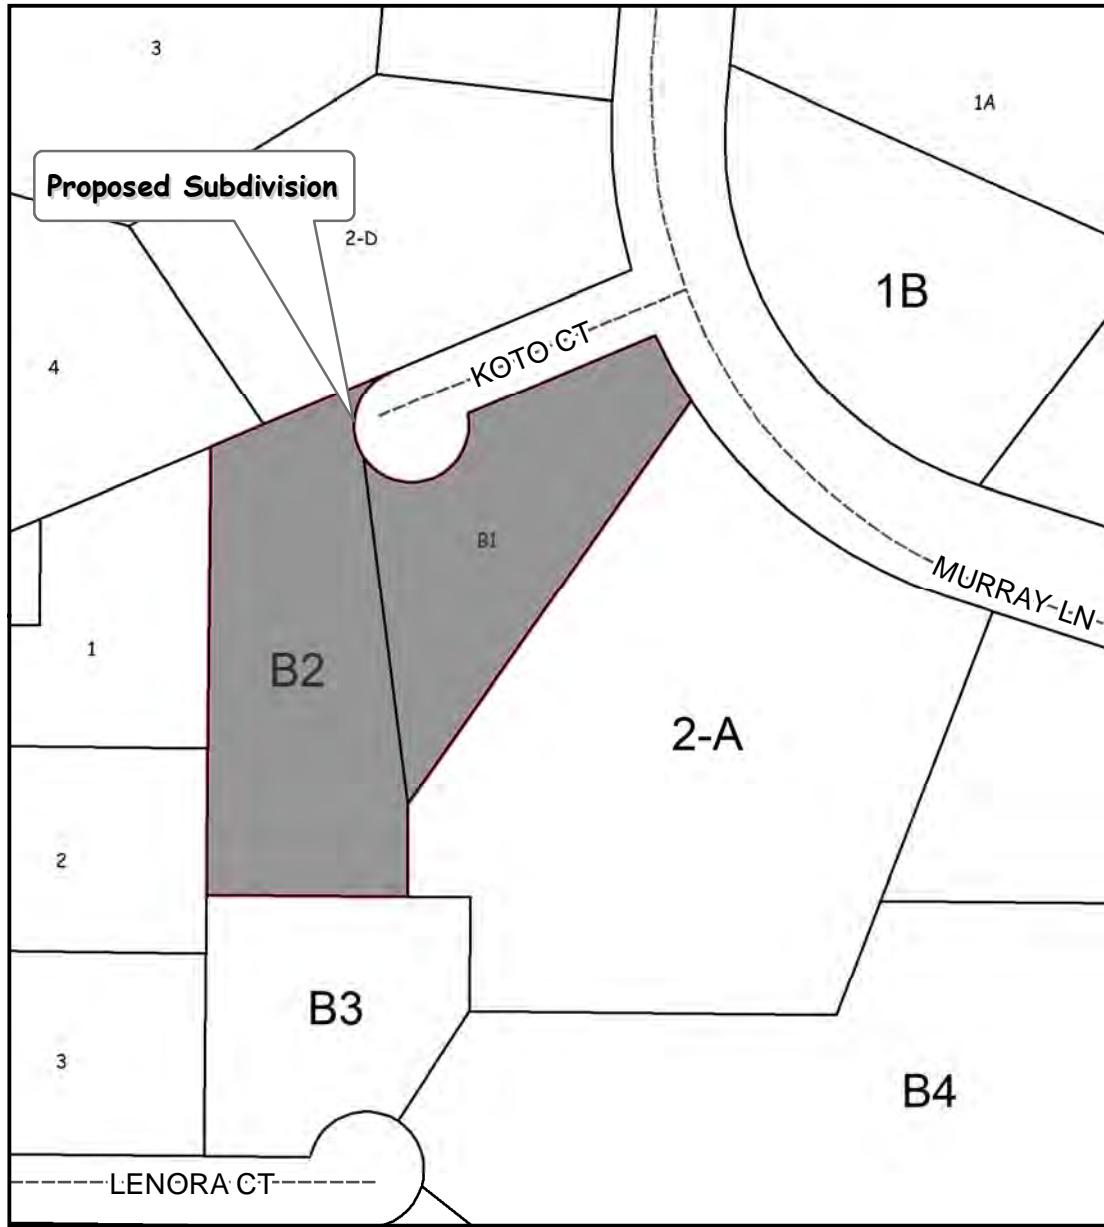 3
1A
Proposed Subdivision
2-D
1B
KOTO CT
4
B1
MURRAY LN
1
B2
2-A
2
B3
3
B4
LENORA CT